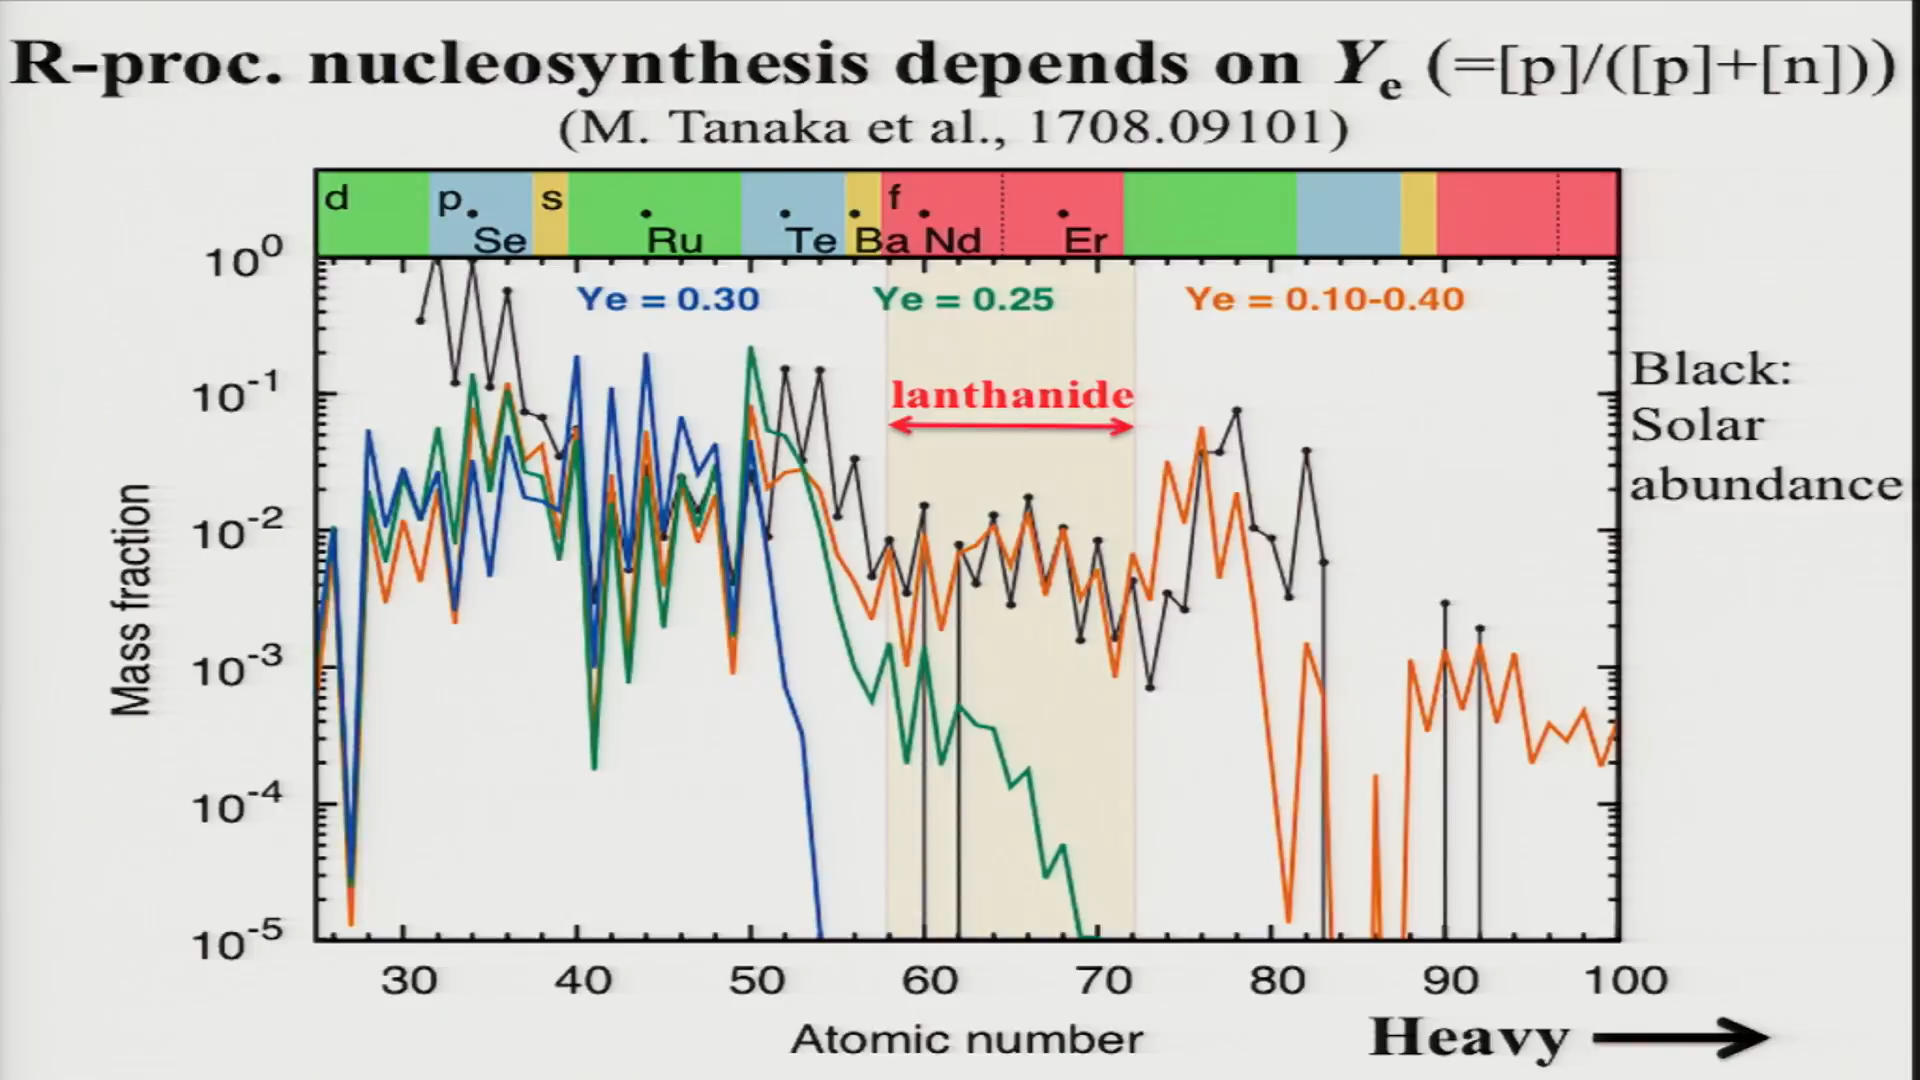 R-proc. nucleosynthesis depends on Ye (=[p]/([p]+[n]))
(M. Tanaka et al., 1708.09101)
d p s f
Se Ru Te Ba Nd Er
Ye = 0.30 Ye = 0.25 Ye = 0.10-0.40
lanthanide
Black:
Solar
abundance
10^0
10^-1
10^-2
10^-3
10^-4
10^-5
Mass fraction
30 40 50 60 70 80 90 100
Atomic number
Heavy